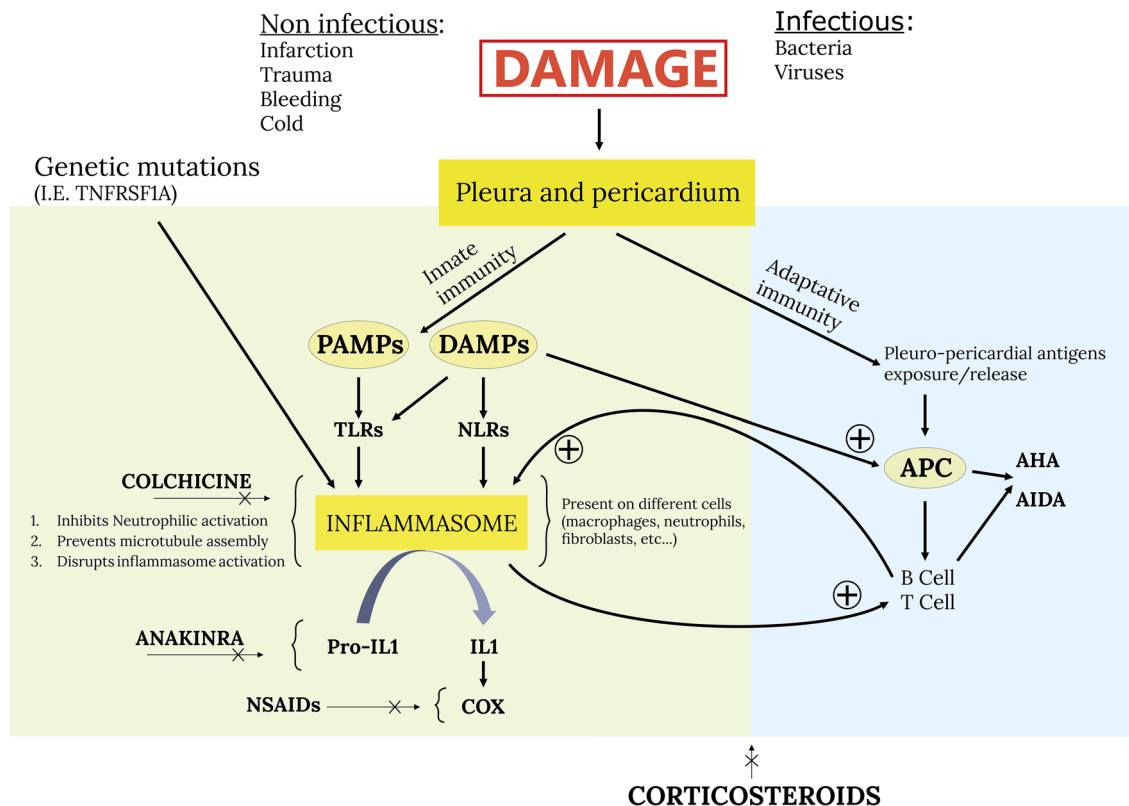 Non infectious:
Infarction
Trauma
Bleeding
Cold
DAMAGE
Infectious:
Bacteria
Viruses
Genetic mutations
(I.E. TNFRSF1A)
Pleura and pericardium
Innate
immunity
Adaptative
immunity
PAMPs
DAMPs
Pleuro-pericardial antigens
exposure/release
TLRs
NLRs
+
+
APC
AHA
AIDA
COLCHICINE
1. Inhibits Neutrophilic activation
2. Prevents microtubule assembly
3. Disrupts inflammasome activation
INFLAMMASOME
Present on different cells
(macrophages, neutrophils,
fibroblasts, etc...)
+
B Cell
T Cell
ANAKINRA
Pro-IL1
IL1
NSAIDs
COX
CORTICOSTEROIDS